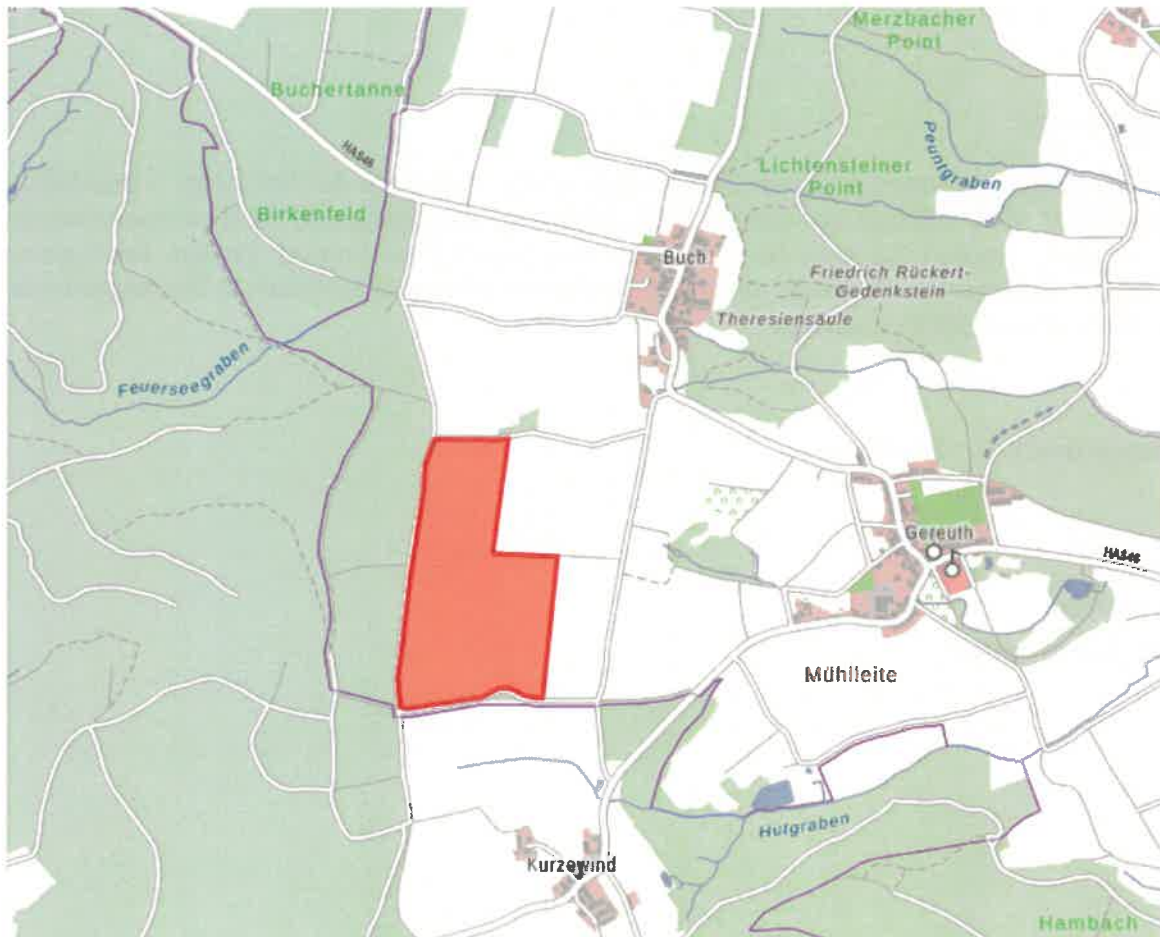 Merzbacher
Point
Buchertanne
HAS46
Peuntgraben
Lichtensteiner
Point
Birkenfeld
Buch
Friedrich Rückert-
Gedenkstein
Theresiensäule
Feuerseegraben
Gereuth
HAS46
Mühlleite
Hutgraben
Kurzewind
Hambach